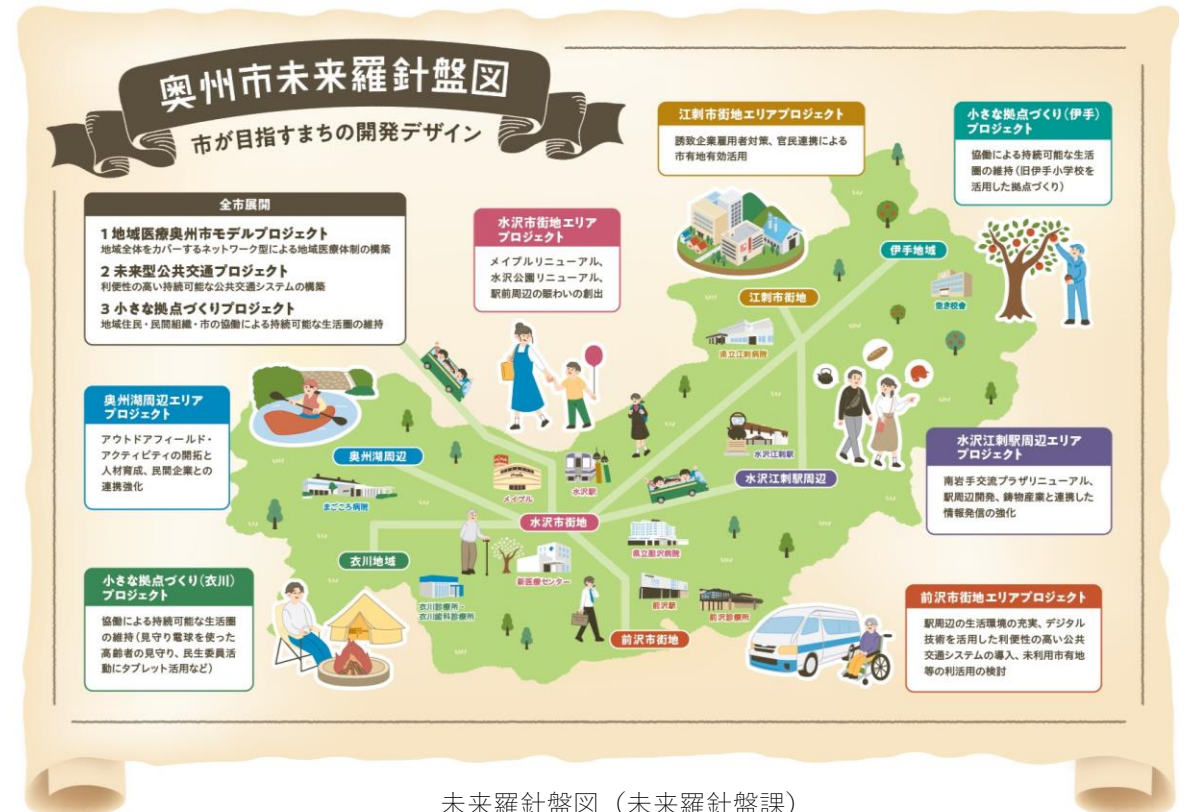 奥州市未来羅針盤図
市が目指すまちの開発デザイン
全市展開
1 地域医療奥州市モデルプロジェクト
地域全体をカバーするネットワーク型による地域医療体制の構築
2 未来型公共交通プロジェクト
利便性の高い持続可能な公共交通システムの構築
3 小さな拠点づくりプロジェクト
地域住民・民間組織・市の協働による持続可能な生活圏の維持
水沢市街地エリア
プロジェクト
メイプルリニューアル、
水沢公園リニューアル、
駅前周辺の賑わいの創出
江刺市街地エリアプロジェクト
誘致企業雇用者対策、官民連携による
市有地有効活用
小さな拠点づくり(伊手)
プロジェクト
協働による持続可能な生活
圏の維持(旧伊手小学校を
活用した拠点づくり)
伊手地域
空き校舎
江刺市街地
県立江刺病院
奥州湖周辺エリア
プロジェクト
アウトドアフィールド・
アクティビティの開拓と
人材育成、民間企業との
連携強化
奥州湖周辺
まごころ病院
メイプル
水沢駅
水沢江刺駅
水沢江刺駅周辺
水沢江刺駅周辺エリア
プロジェクト
南岩手交流プラザリニューアル、
駅周辺開発、鋳物産業と連携した
情報発信の強化
水沢市街地
県立胆沢病院
衣川地域
新医療センター
衣川診療所・
衣川歯科診療所
前沢駅
前沢診療所
前沢市街地
小さな拠点づくり(衣川)
プロジェクト
協働による持続可能な生活圏
の維持(見守り電球を使った
高齢者の見守り、民生委員活
動にタブレット活用など)
前沢市街地エリアプロジェクト
駅周辺の生活環境の充実、デジタル
技術を活用した利便性の高い公共
交通システムの導入、未利用市有地
等の利活用の検討
未来羅針盤図（未来羅針盤課）